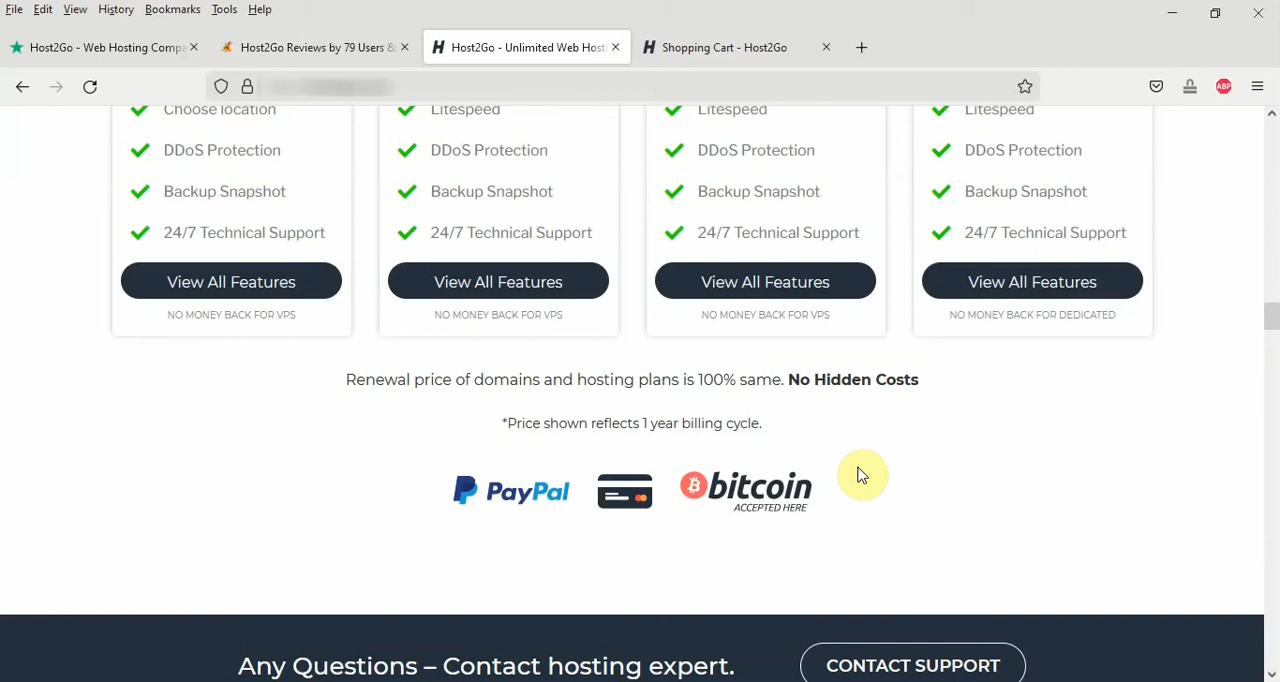 File Edit View History Bookmarks Tools Help
Host2Go - Web Hosting Compa
Host2Go Reviews by 79 Users &
Host2Go - Unlimited Web Host
Shopping Cart - Host2Go
ABP
Choose location Litespeed Litespeed Litespeed
DDoS Protection DDoS Protection DDoS Protection DDoS Protection
Backup Snapshot Backup Snapshot Backup Snapshot Backup Snapshot
24/7 Technical Support 24/7 Technical Support 24/7 Technical Support 24/7 Technical Support
View All Features View All Features View All Features View All Features
NO MONEY BACK FOR VPS NO MONEY BACK FOR VPS NO MONEY BACK FOR VPS NO MONEY BACK FOR DEDICATED
Renewal price of domains and hosting plans is 100% same. No Hidden Costs
*Price shown reflects 1 year billing cycle.
PayPal bitcoin
ACCEPTED HERE
Any Questions – Contact hosting expert. CONTACT SUPPORT